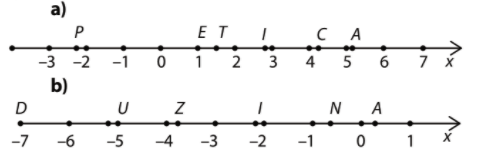 a)
P E T I C A
–3 –2 –1 0 1 2 3 4 5 6 7 x
b)
D U Z I N A
–7 –6 –5 –4 –3 –2 –1 0 1 x